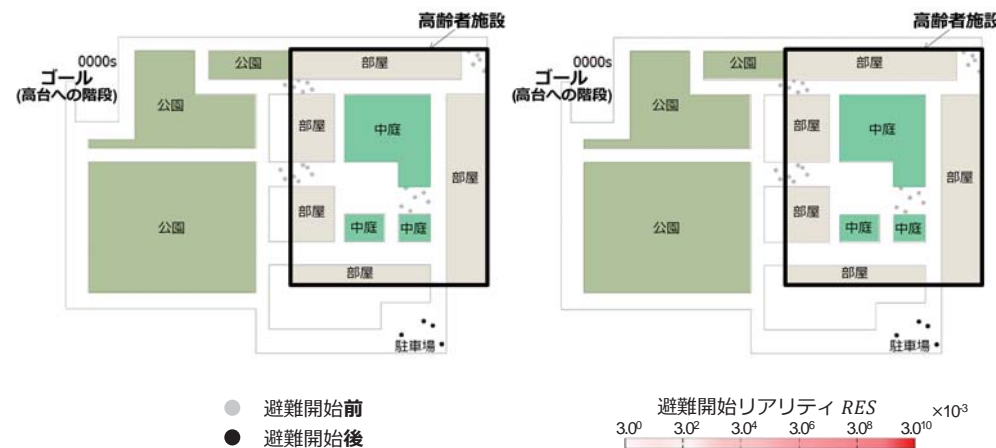 高齢者施設
0000s
ゴール
(高台への階段)
公園
部屋
公園
部屋
中庭
部屋
公園
部屋
中庭
中庭
部屋
駐車場
高齢者施設
0000s
ゴール
(高台への階段)
公園
部屋
公園
部屋
中庭
部屋
公園
部屋
中庭
中庭
部屋
駐車場
避難開始前
避難開始後
避難開始リアリティ RES
×10-3
3.0⁰ 3.0² 3.0⁴ 3.0⁶ 3.0⁸ 3.0¹⁰